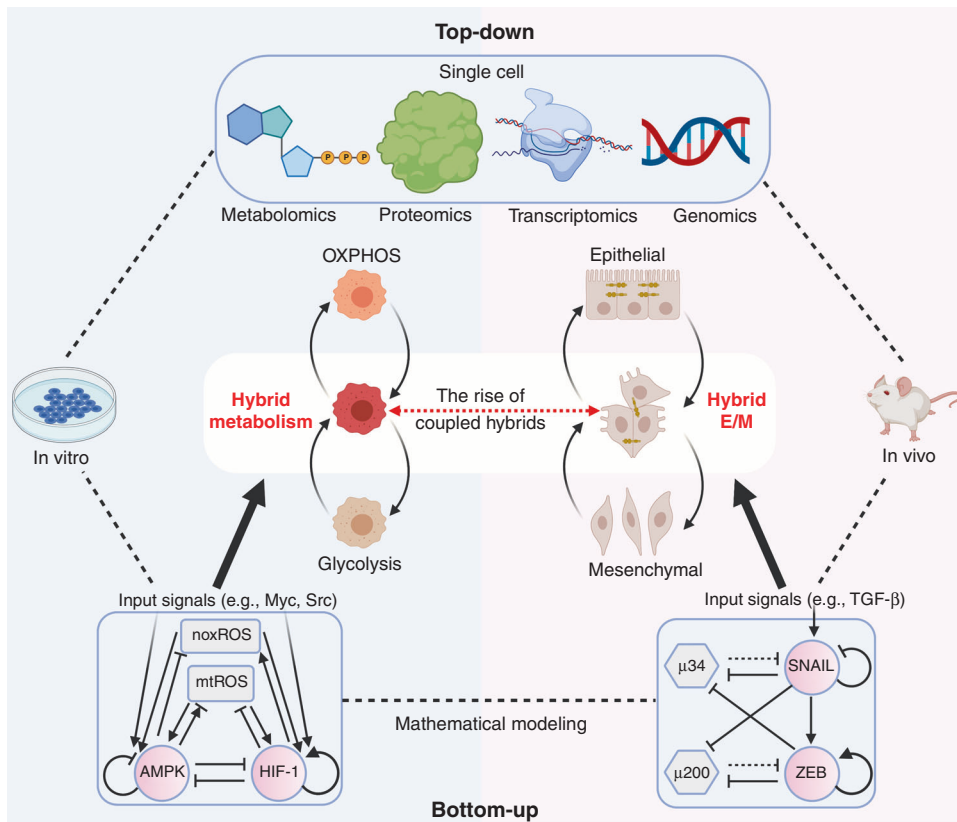 Top-down
Single cell
P P P
Metabolomics
Proteomics
Transcriptomics
Genomics
OXPHOS
Epithelial
Hybrid
metabolism
The rise of
coupled hybrids
Hybrid
E/M
In vitro
In vivo
Glycolysis
Mesenchymal
Input signals (e.g., Myc, Src)
Input signals (e.g., TGF-β)
noxROS
mtROS
AMPK
HIF-1
μ34
SNAIL
μ200
ZEB
Mathematical modeling
Bottom-up